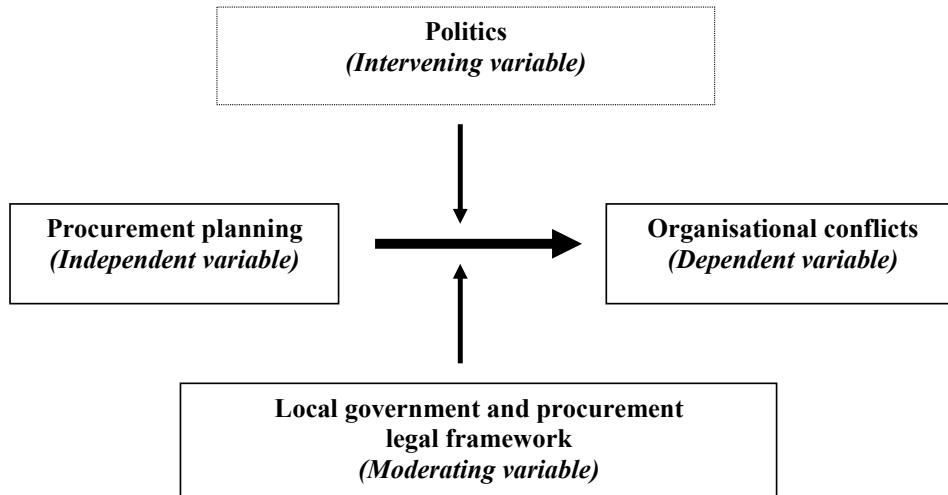 Politics
(Intervening variable)
Procurement planning
(Independent variable)
Organisational conflicts
(Dependent variable)
Local government and procurement
legal framework
(Moderating variable)